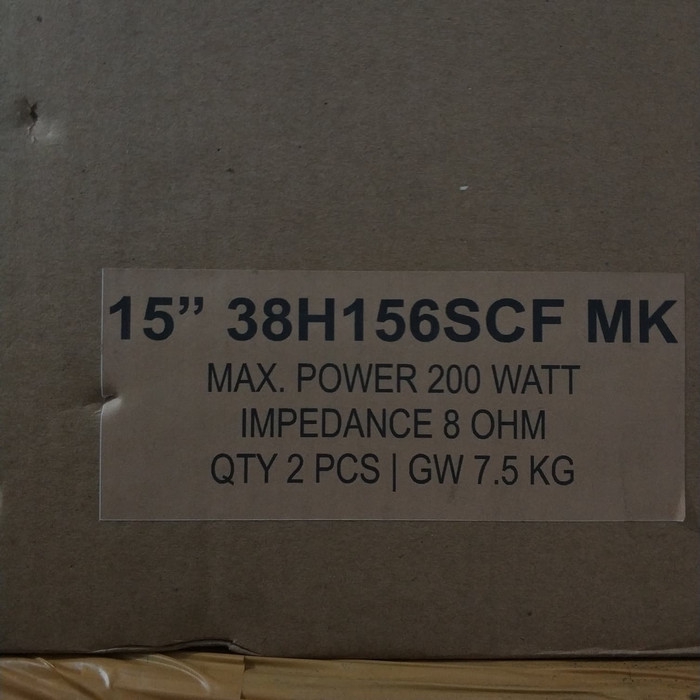 15” 38H156SCF MK
MAX. POWER 200 WATT
IMPEDANCE 8 OHM
QTY 2 PCS | GW 7.5 KG